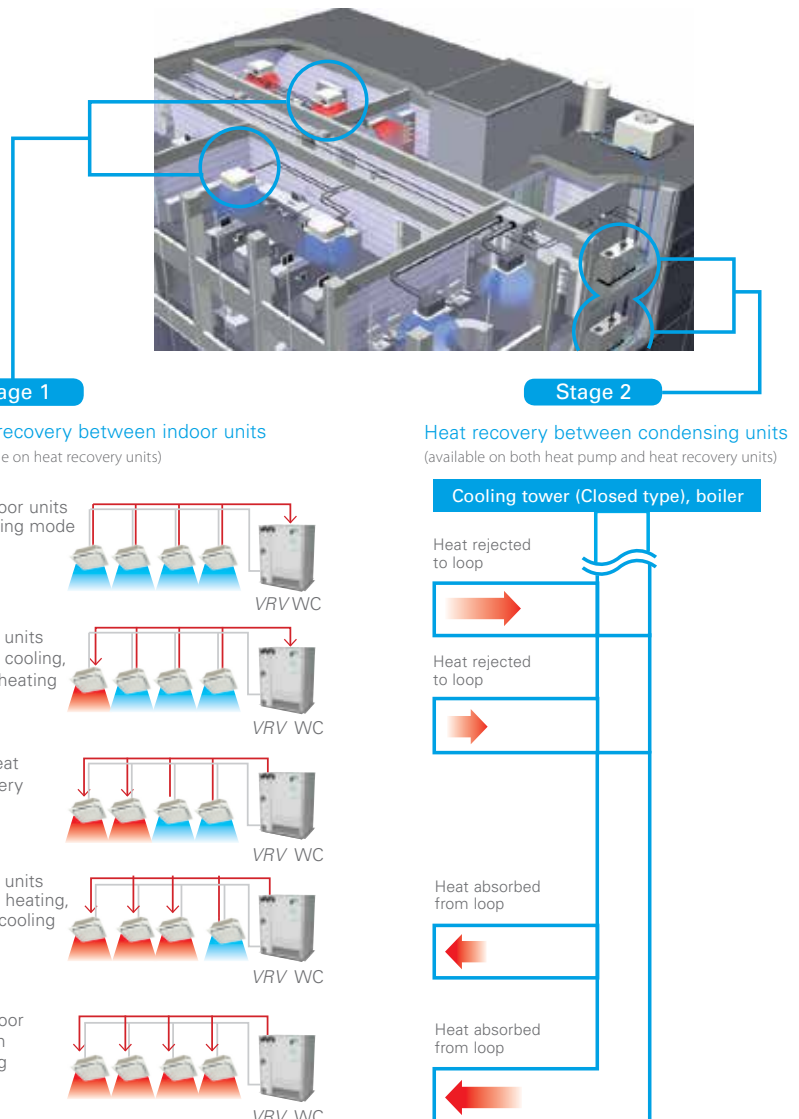 age 1
recovery between indoor units
e on heat recovery units)
oor units
ing mode
VRV WC
units
cooling,
heating
VRV WC
eat
ery
VRV WC
units
heating,
cooling
VRV WC
oor
n
g
VRV WC
Stage 2
Heat recovery between condensing units
(available on both heat pump and heat recovery units)
Cooling tower (Closed type), boiler
Heat rejected
to loop
Heat rejected
to loop
Heat absorbed
from loop
Heat absorbed
from loop